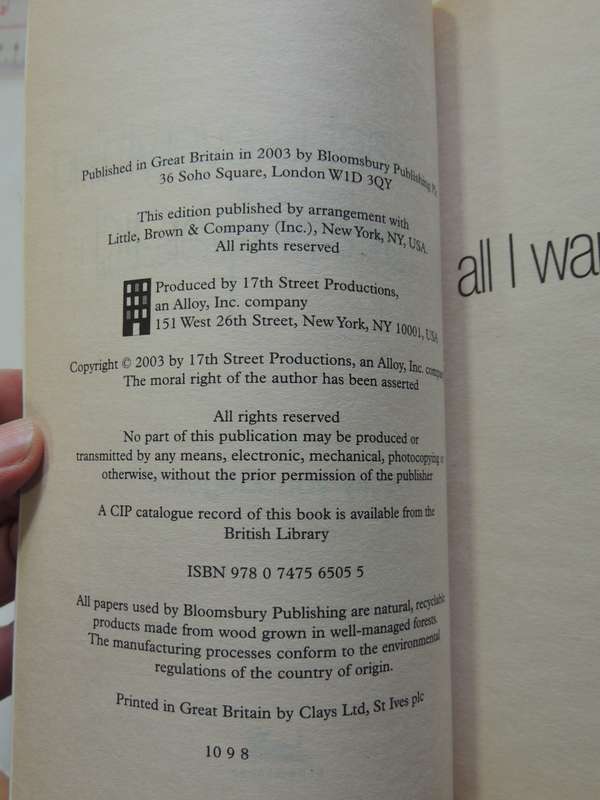 Published in Great Britain in 2003 by Bloomsbury Publishing
36 Soho Square, London W1D 3QY
This edition published by arrangement with
Little, Brown & Company (Inc.), New York, NY, USA.
All rights reserved
Produced by 17th Street Productions,
an Alloy, Inc. company
151 West 26th Street, New York, NY 10001, USA
Copyright © 2003 by 17th Street Productions, an Alloy, Inc.
The moral right of the author has been asserted
All rights reserved
No part of this publication may be produced or
transmitted by any means, electronic, mechanical, photocopying or
otherwise, without the prior permission of the publisher
A CIP catalogue record of this book is available from the
British Library
ISBN 978 0 7475 6505 5
All papers used by Bloomsbury Publishing are natural, recyclable
products made from wood grown in well-managed forests.
The manufacturing processes conform to the environmental
regulations of the country of origin.
Printed in Great Britain by Clays Ltd, St Ives plc
10 9 8
all I wa